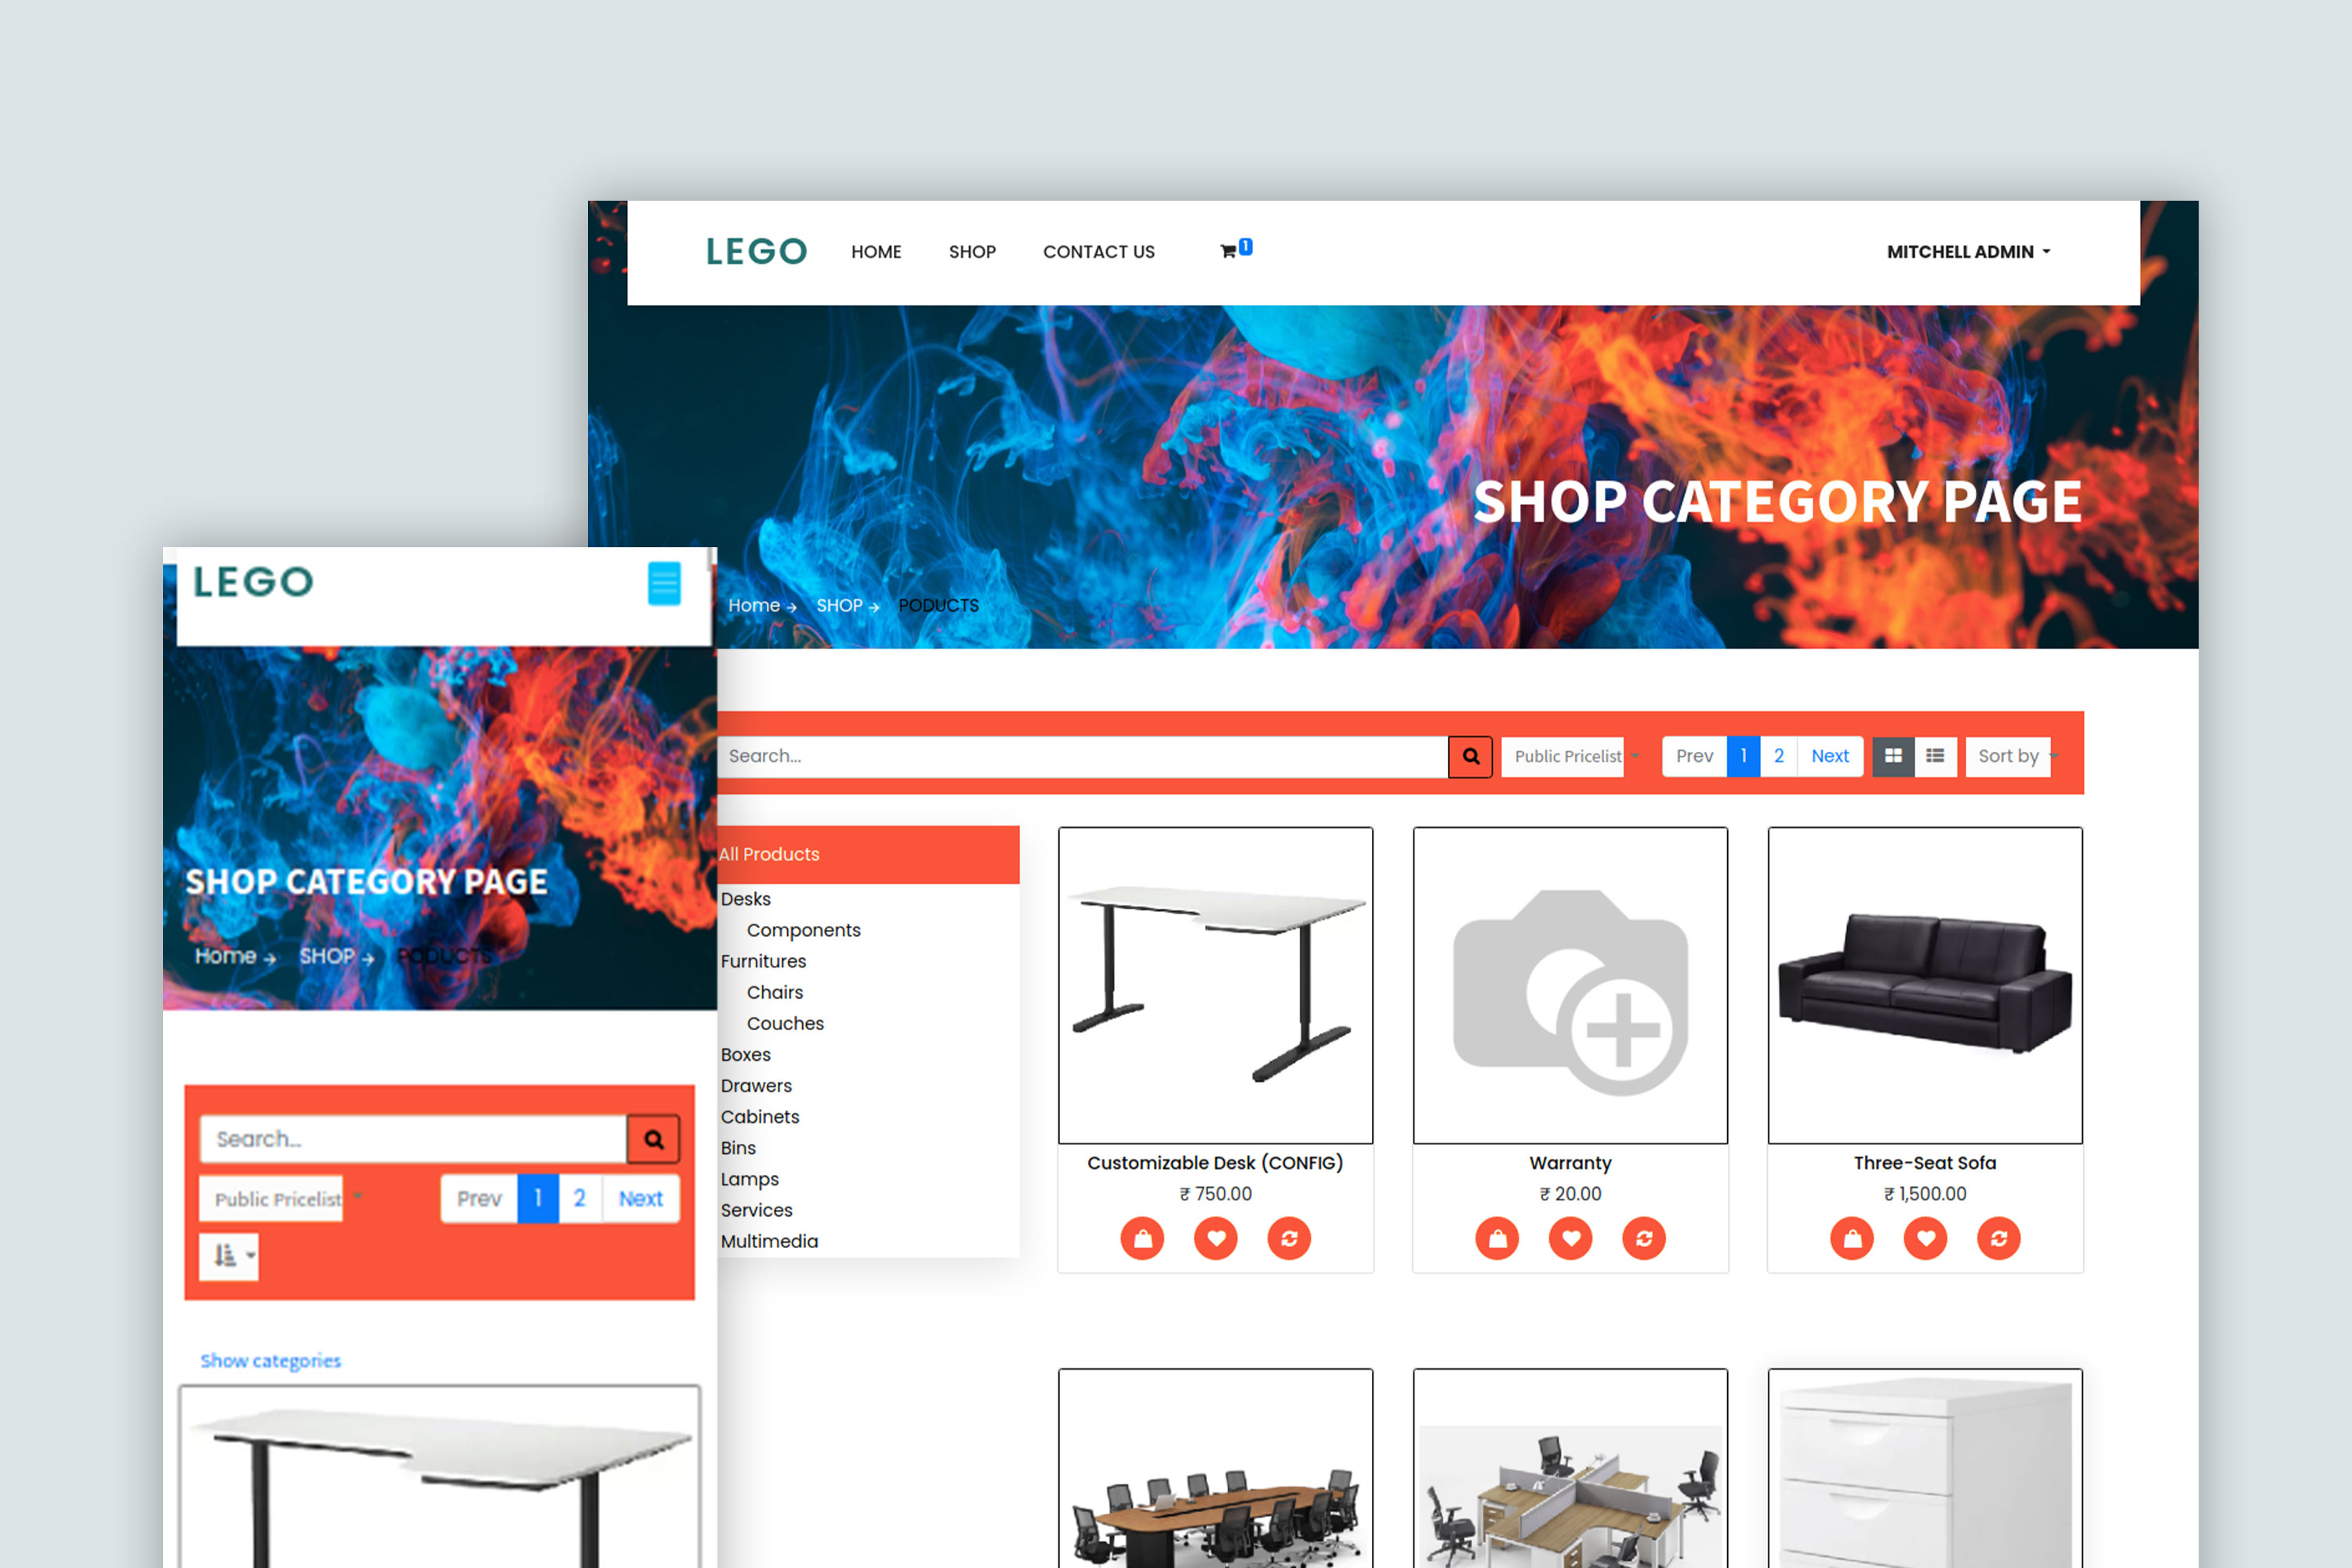 LEGO HOME SHOP CONTACT US 1 MITCHELL ADMIN
SHOP CATEGORY PAGE
Home SHOP PODUCTS
Search... Public Pricelist Prev 1 2 Next Sort by
All Products
Desks
Components
Furnitures
Chairs
Couches
Boxes
Drawers
Cabinets
Bins
Lamps
Services
Multimedia
Customizable Desk (CONFIG)
₹ 750.00
Warranty
₹ 20.00
Three-Seat Sofa
₹ 1,500.00
LEGO
SHOP CATEGORY PAGE
Home SHOP PODUCTS
Search...
Public Pricelist Prev 1 2 Next
Show categories